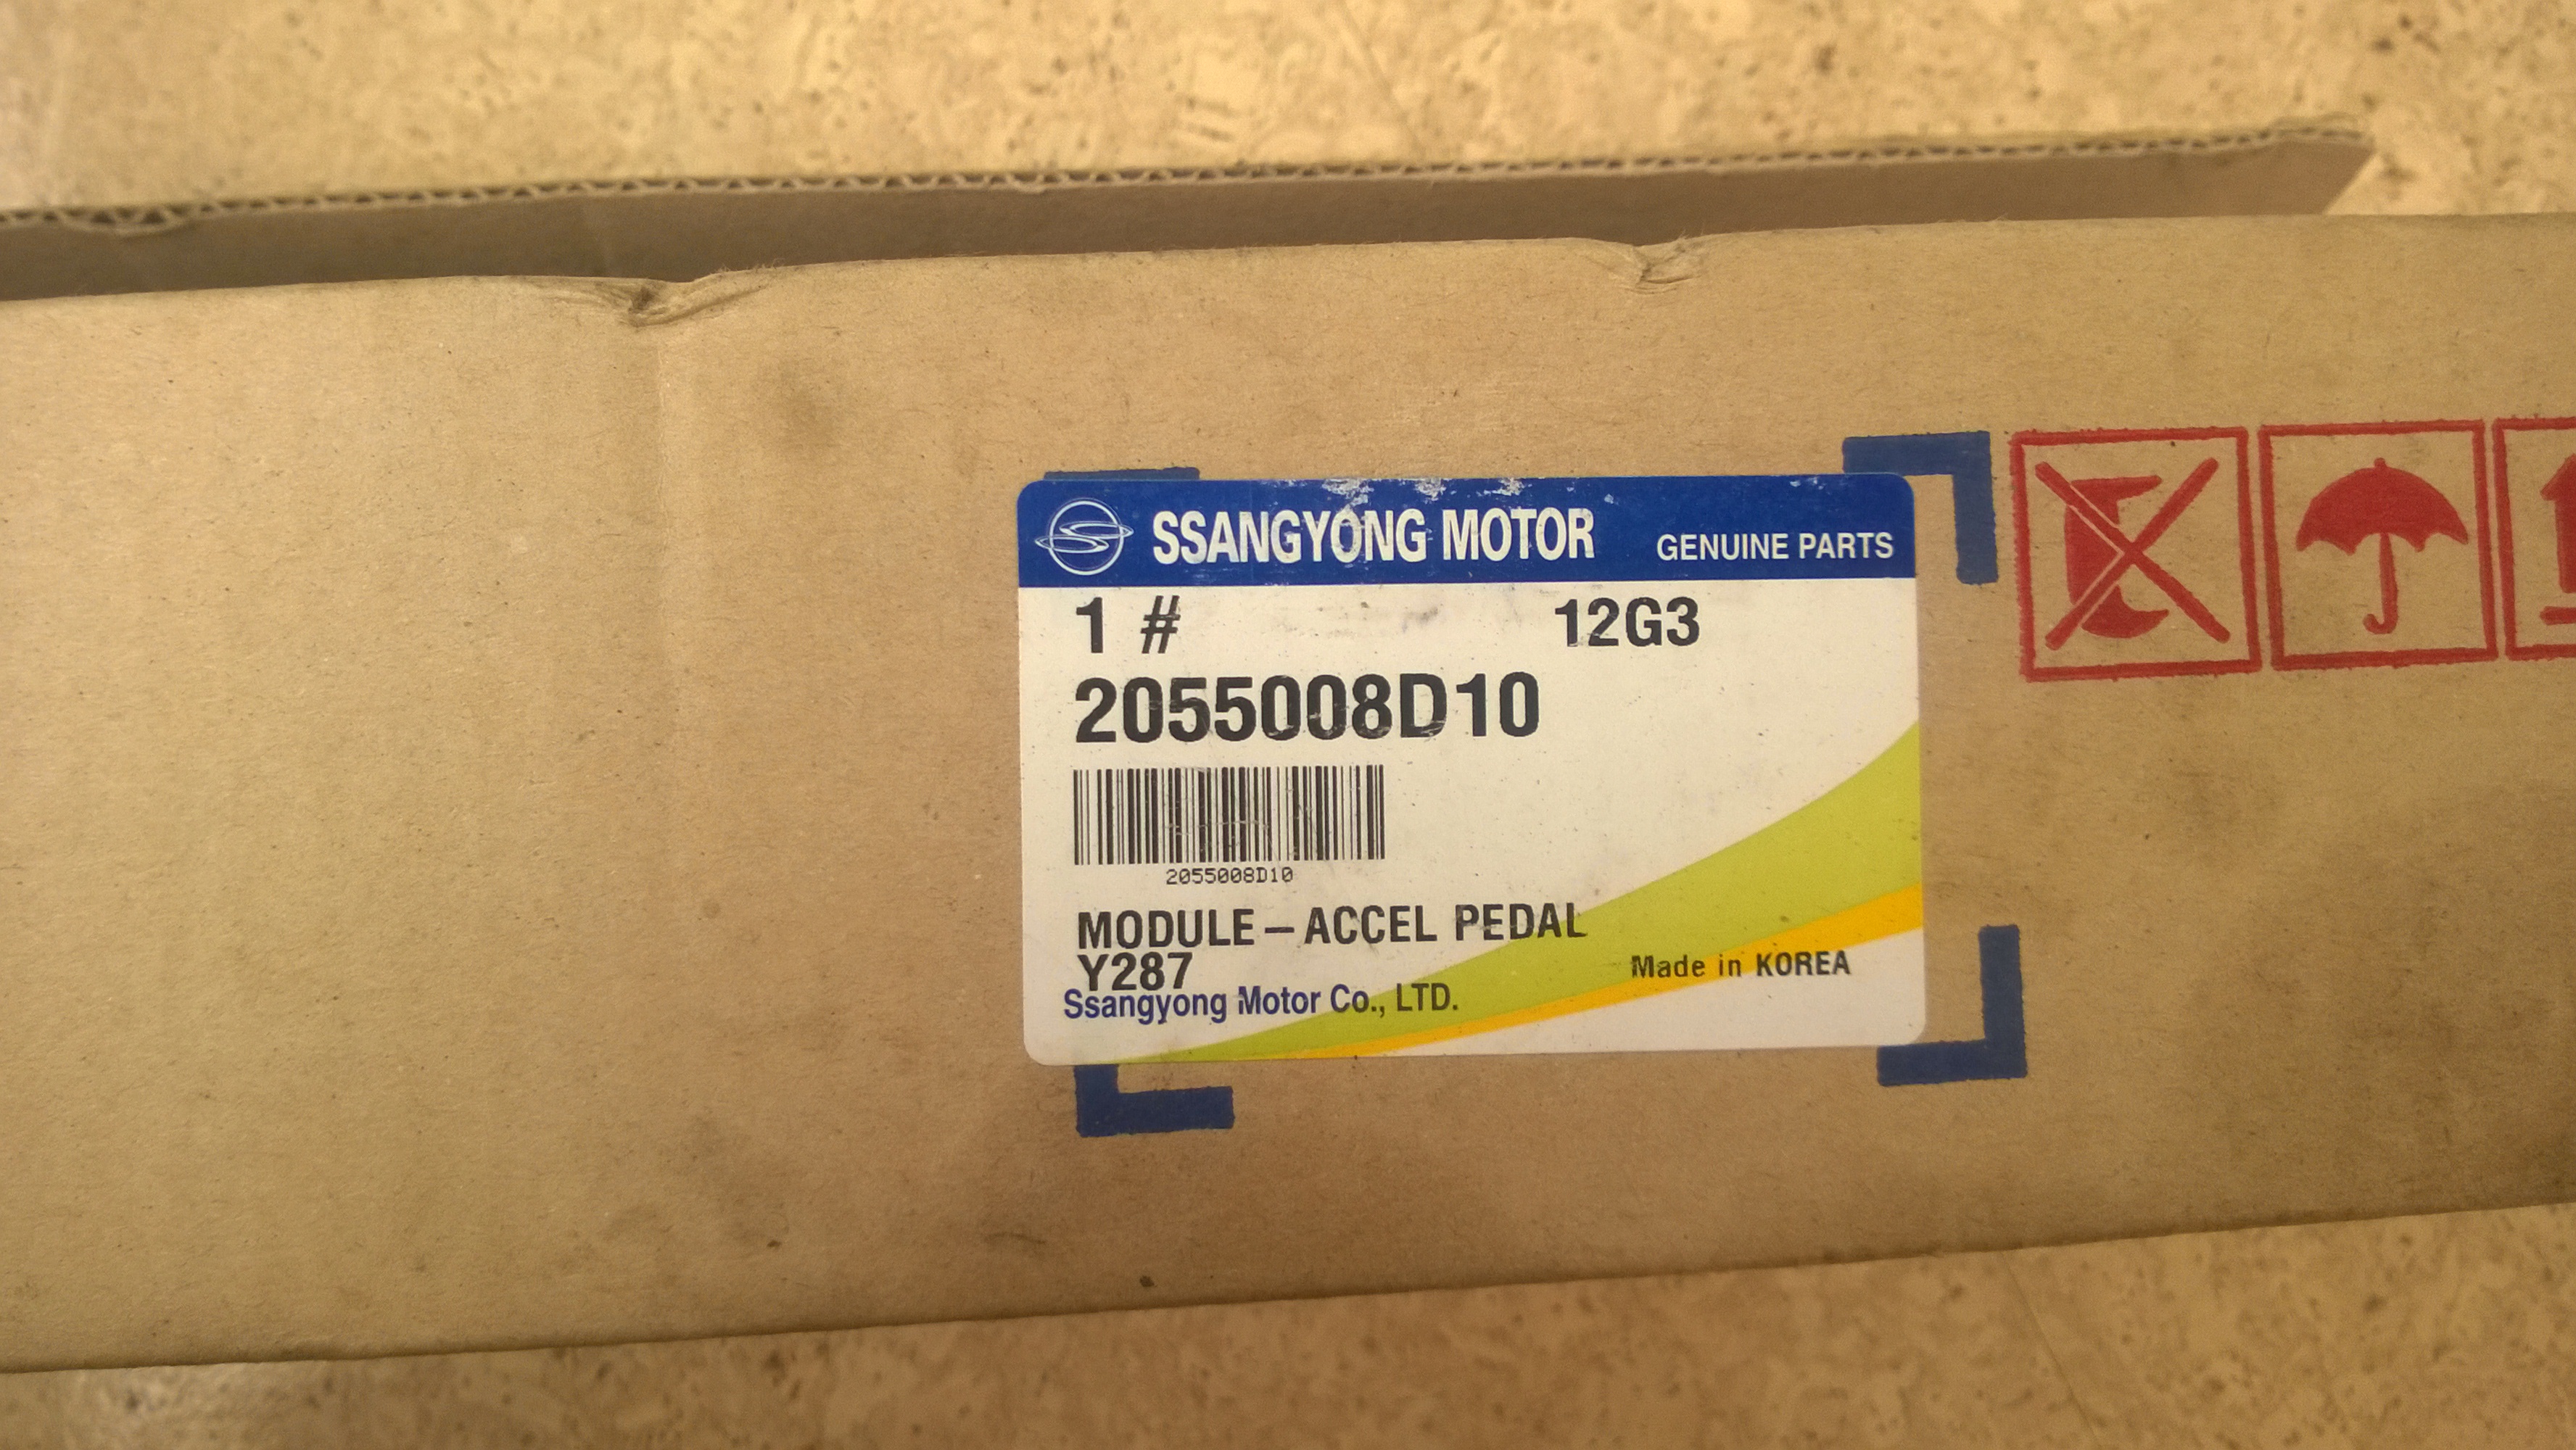 SSANGYONG MOTOR GENUINE PARTS
1 # 12G3
2055008D10
2055008D10
MODULE-ACCEL PEDAL
Y287
Made in KOREA
Ssangyong Motor Co., LTD.